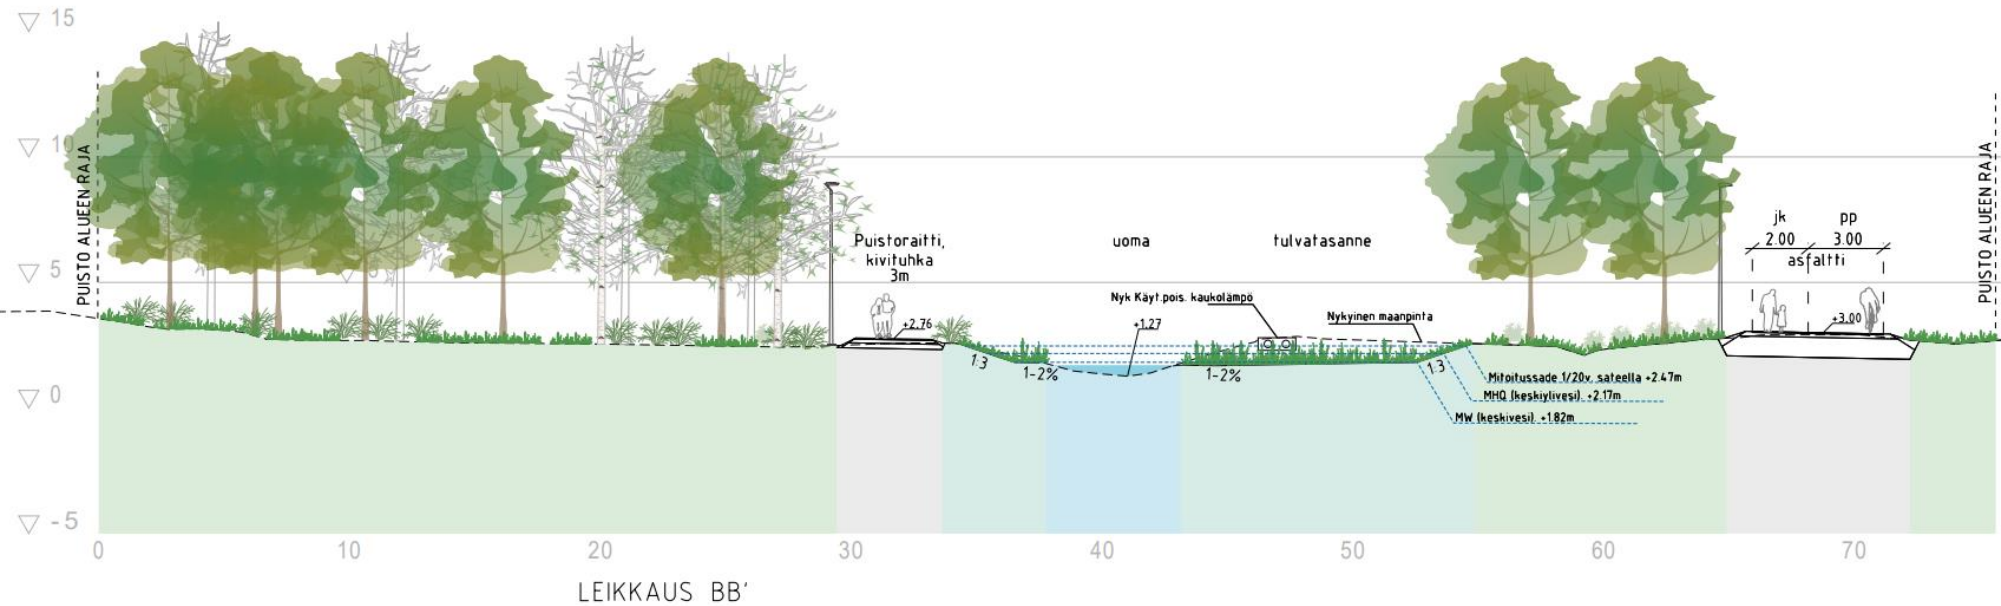 15
10
5
0
-5
PUISTO ALUEEN RAJA
Puistoraitti,
kivituhka
3m
+2.76
uoma
tulvatasanne
Nyk Käyt.pois. kaukolämpö
+1.27
Nykyinen maanpinta
1:3
1-2%
1-2%
1:3
Mitoitussade 1/20v. sateella +2.47m
MHQ (keskiylivesi). +2.17m
MW (keskivesi). +1.82m
jk pp
2.00 3.00
asfaltti
+3.00
PUISTO ALUEEN RAJA
0 10 20 30 40 50 60 70
LEIKKAUS BB'